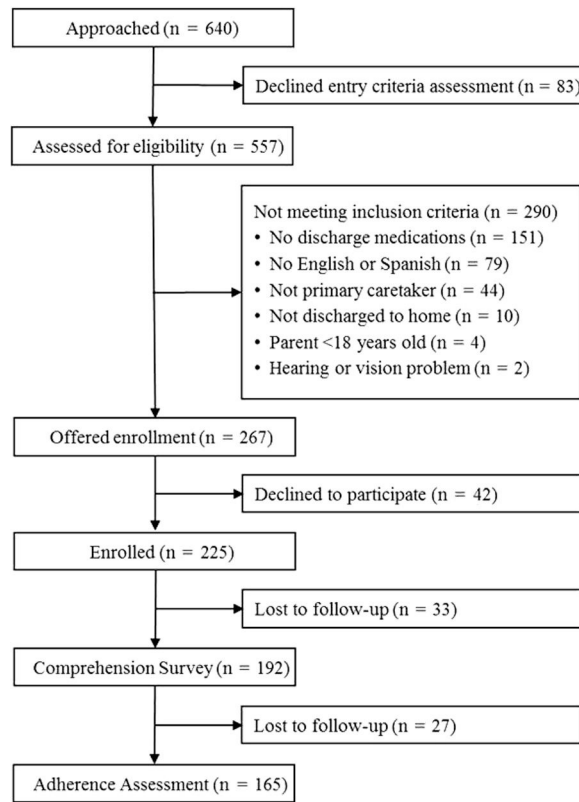 Approached (n = 640)
Declined entry criteria assessment (n = 83)
Assessed for eligibility (n = 557)
Not meeting inclusion criteria (n = 290)
• No discharge medications (n = 151)
• No English or Spanish (n = 79)
• Not primary caretaker (n = 44)
• Not discharged to home (n = 10)
• Parent <18 years old (n = 4)
• Hearing or vision problem (n = 2)
Offered enrollment (n = 267)
Declined to participate (n = 42)
Enrolled (n = 225)
Lost to follow-up (n = 33)
Comprehension Survey (n = 192)
Lost to follow-up (n = 27)
Adherence Assessment (n = 165)